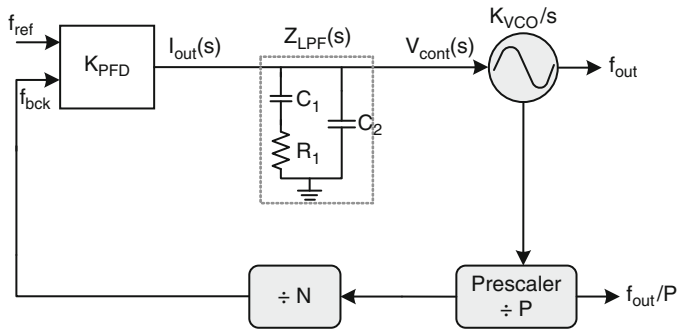 f_ref
K_PFD
f_bck
I_out(s)
Z_LPF(s)
C_1
R_1
C_2
V_cont(s)
K_VCO/s
f_out
÷ N
Prescaler
÷ P
f_out/P